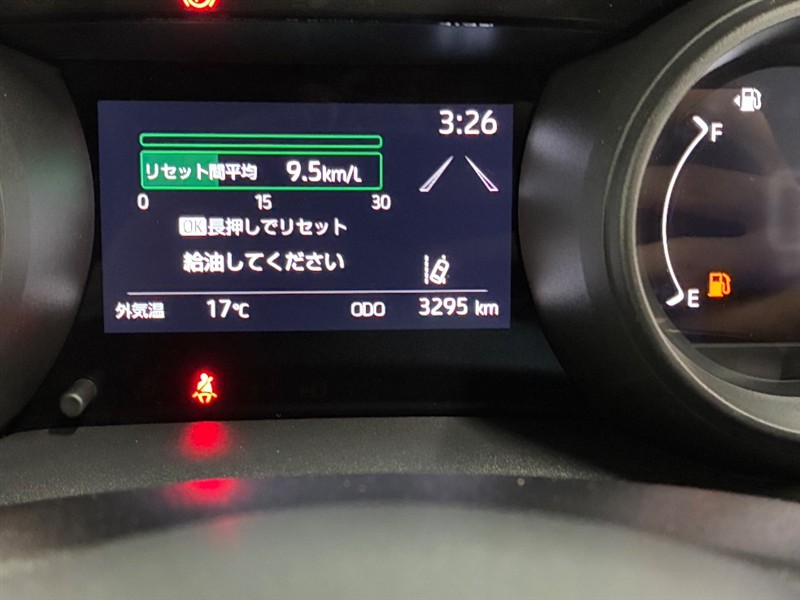 3:26
リセット間平均 9.5km/L
0 15 30
OK長押しでリセット
給油してください
外気温 17℃ ODO 3295 km
F
E